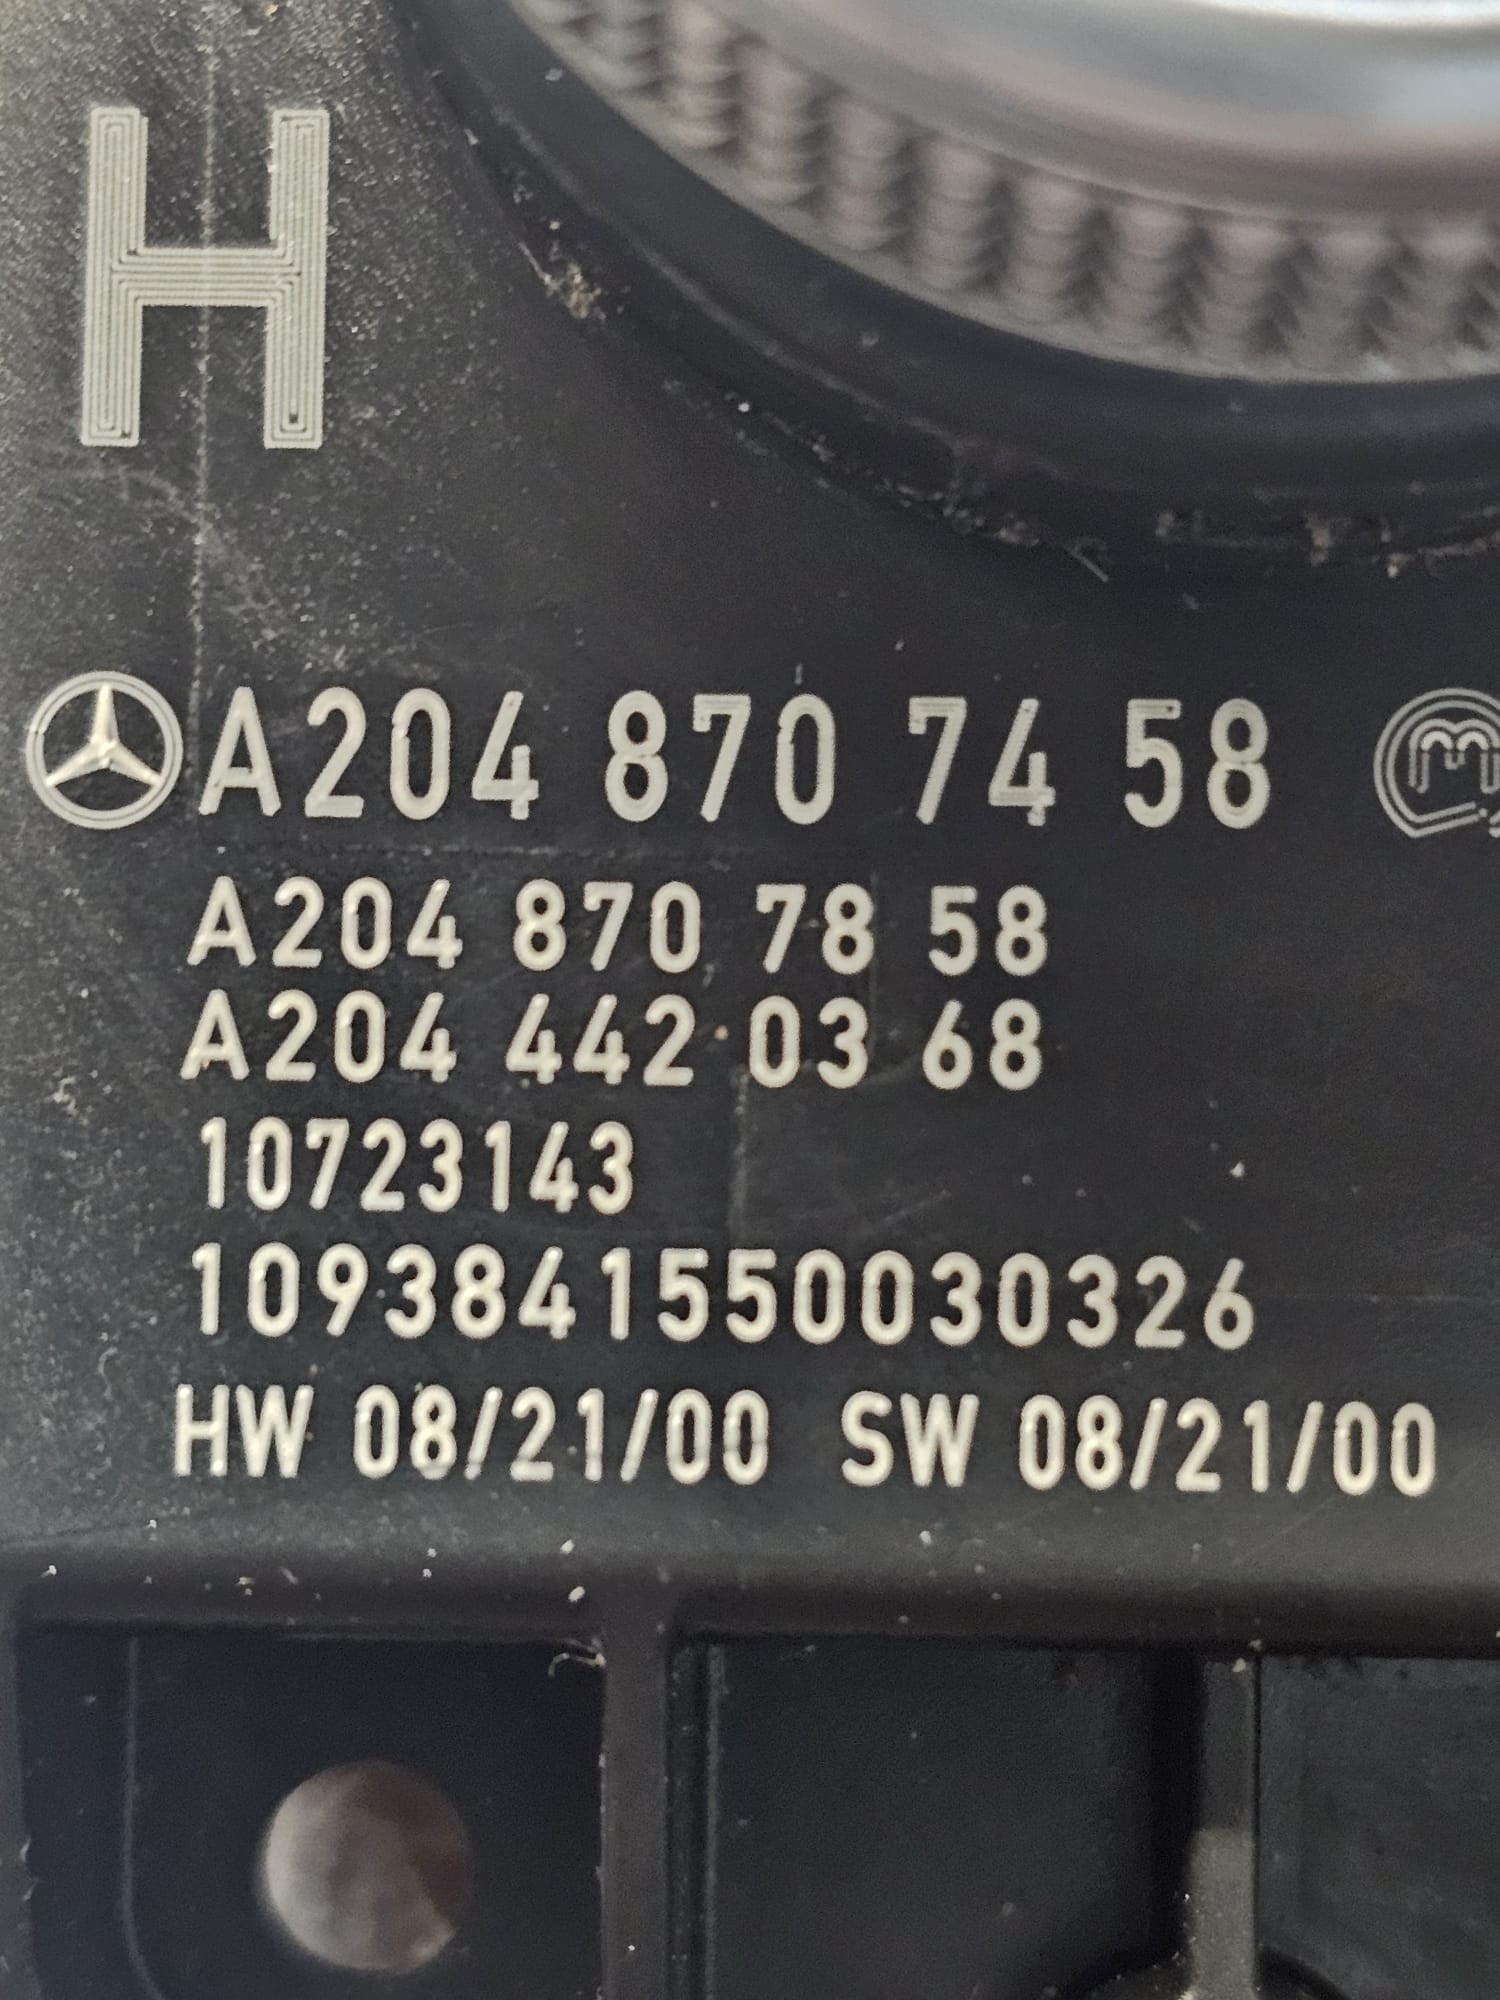 H
A204 870 74 58
A204 870 78 58
A204 442 03 68
10723143
1093841550030326
HW 08/21/00 SW 08/21/00